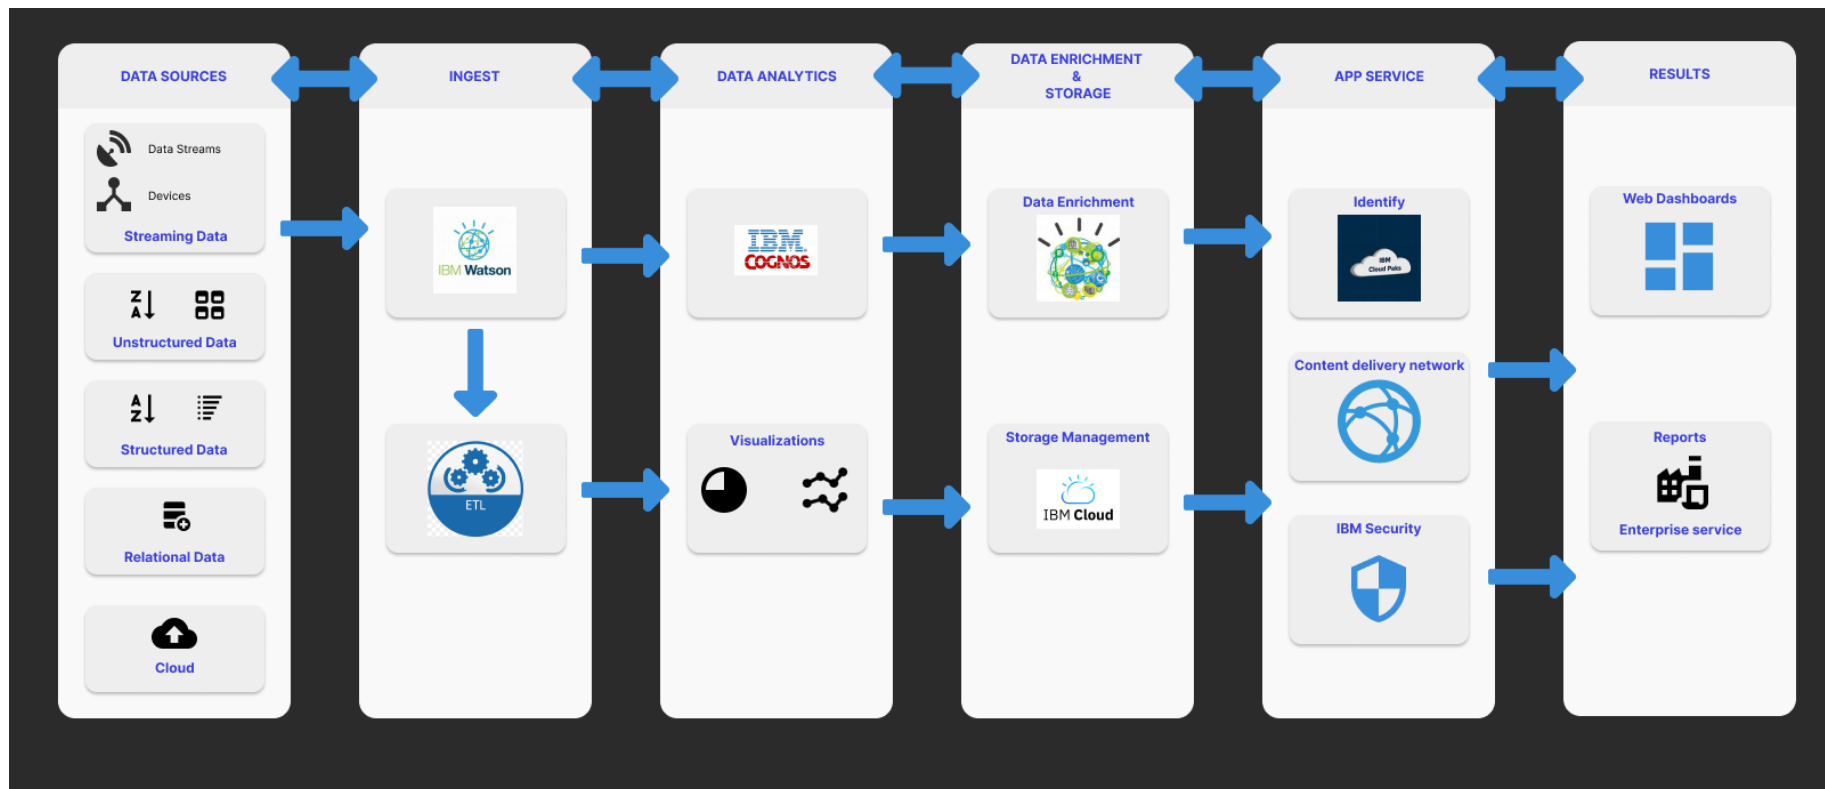 DATA SOURCES
Data Streams
Devices
Streaming Data
Z
A
Unstructured Data
A
Z
Structured Data
Relational Data
Cloud
INGEST
IBM Watson
ETL
DATA ANALYTICS
IBM
COGNOS
Visualizations
DATA ENRICHMENT
&
STORAGE
Data Enrichment
Storage Management
IBM Cloud
APP SERVICE
Identify
IBM
Cloud Paks
Content delivery network
IBM Security
RESULTS
Web Dashboards
Reports
Enterprise service